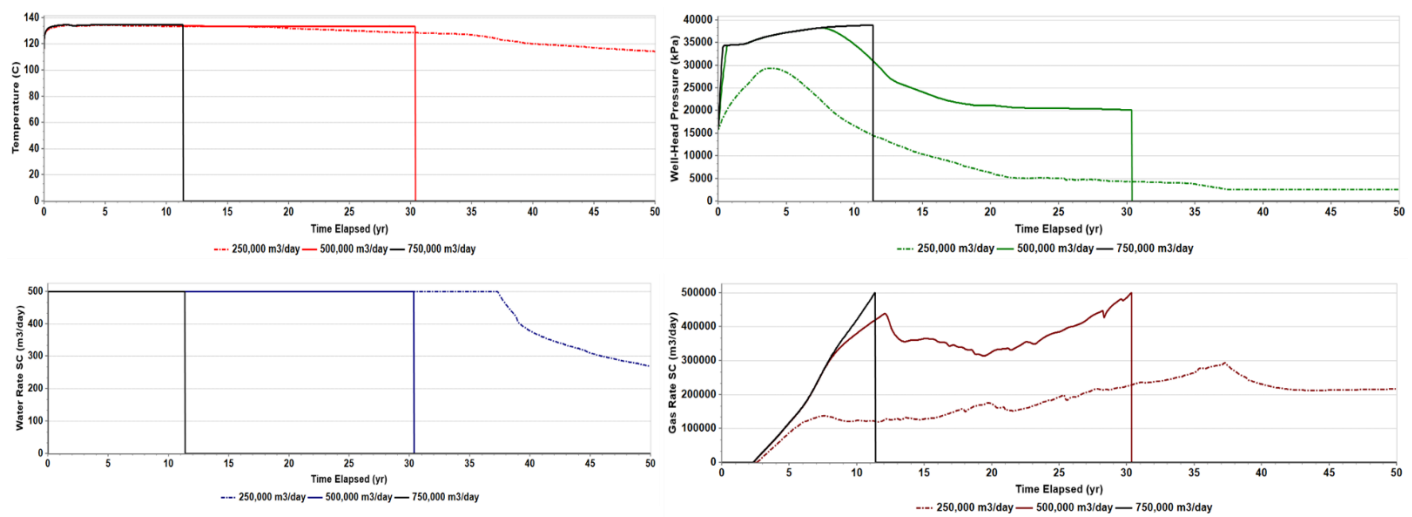 Temperature (C)
140
120
100
80
60
40
20
0
0 5 10 15 20 25 30 35 40 45 50
Time Elapsed (yr)
250,000 m3/day 500,000 m3/day 750,000 m3/day
Well-Head Pressure (kPa)
40000
35000
30000
25000
20000
15000
10000
5000
0
0 5 10 15 20 25 30 35 40 45 50
Time Elapsed (yr)
250,000 m3/day 500,000 m3/day 750,000 m3/day
Water Rate SC (m3/day)
500
400
300
200
100
0
0 5 10 15 20 25 30 35 40 45 50
Time Elapsed (yr)
250,000 m3/day 500,000 m3/day 750,000 m3/day
Gas Rate SC (m3/day)
500000
400000
300000
200000
100000
0
0 5 10 15 20 25 30 35 40 45 50
Time Elapsed (yr)
250,000 m3/day 500,000 m3/day 750,000 m3/day